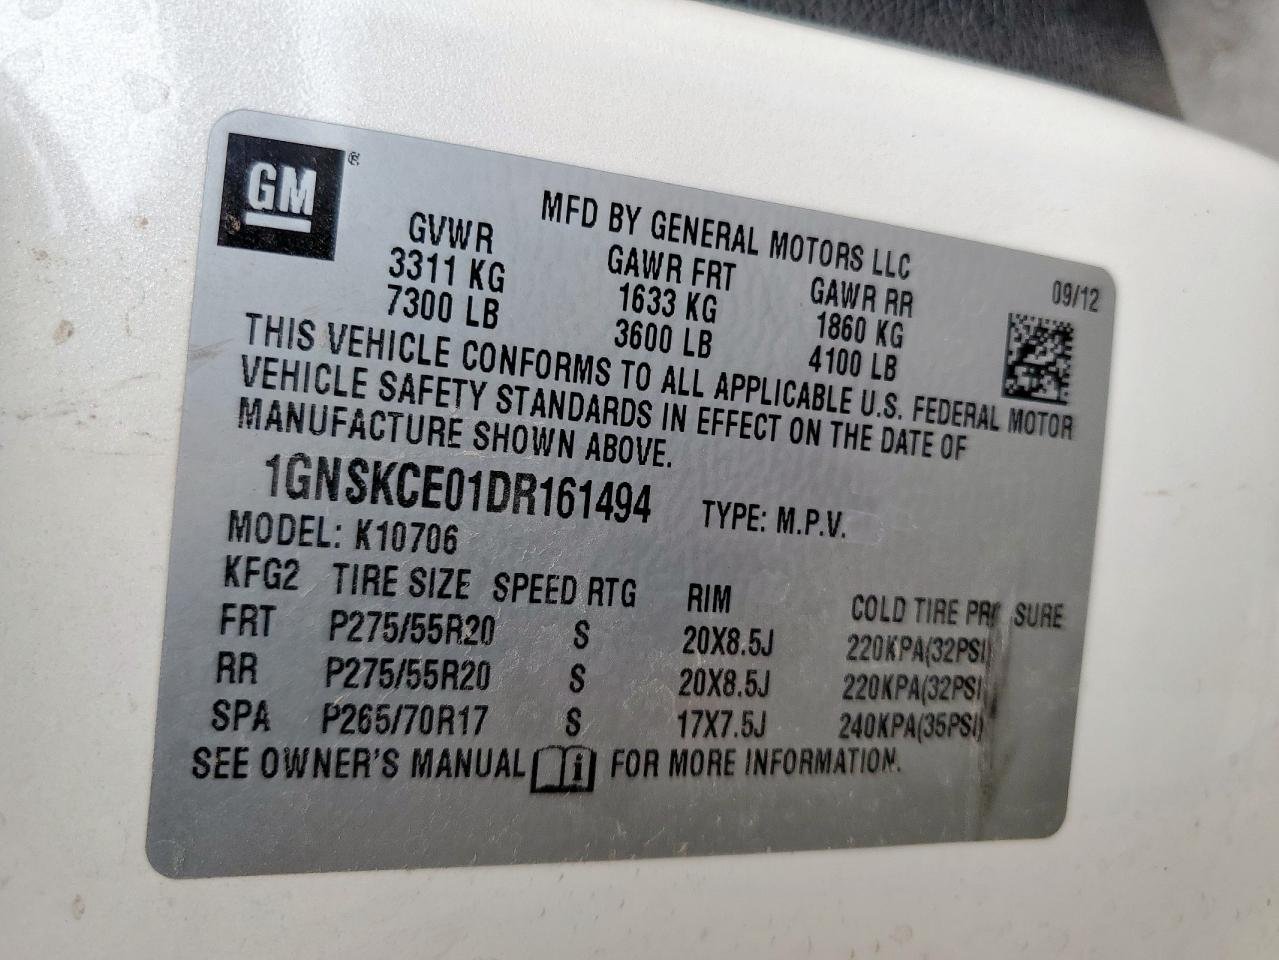 GM ®
MFD BY GENERAL MOTORS LLC
09/12
GVWR GAWR FRT GAWR RR
3311 KG 1633 KG 1860 KG
7300 LB 3600 LB 4100 LB
THIS VEHICLE CONFORMS TO ALL APPLICABLE U.S. FEDERAL MOTOR
VEHICLE SAFETY STANDARDS IN EFFECT ON THE DATE OF
MANUFACTURE SHOWN ABOVE.
1GNSKCE01DR161494 TYPE: M.P.V.
MODEL: K10706
KFG2 TIRE SIZE SPEED RTG RIM COLD TIRE PRESSURE
FRT P275/55R20 S 20X8.5J 220KPA(32PSI)
RR P275/55R20 S 20X8.5J 220KPA(32PSI)
SPA P265/70R17 S 17X7.5J 240KPA(35PSI)
SEE OWNER'S MANUAL i FOR MORE INFORMATION.